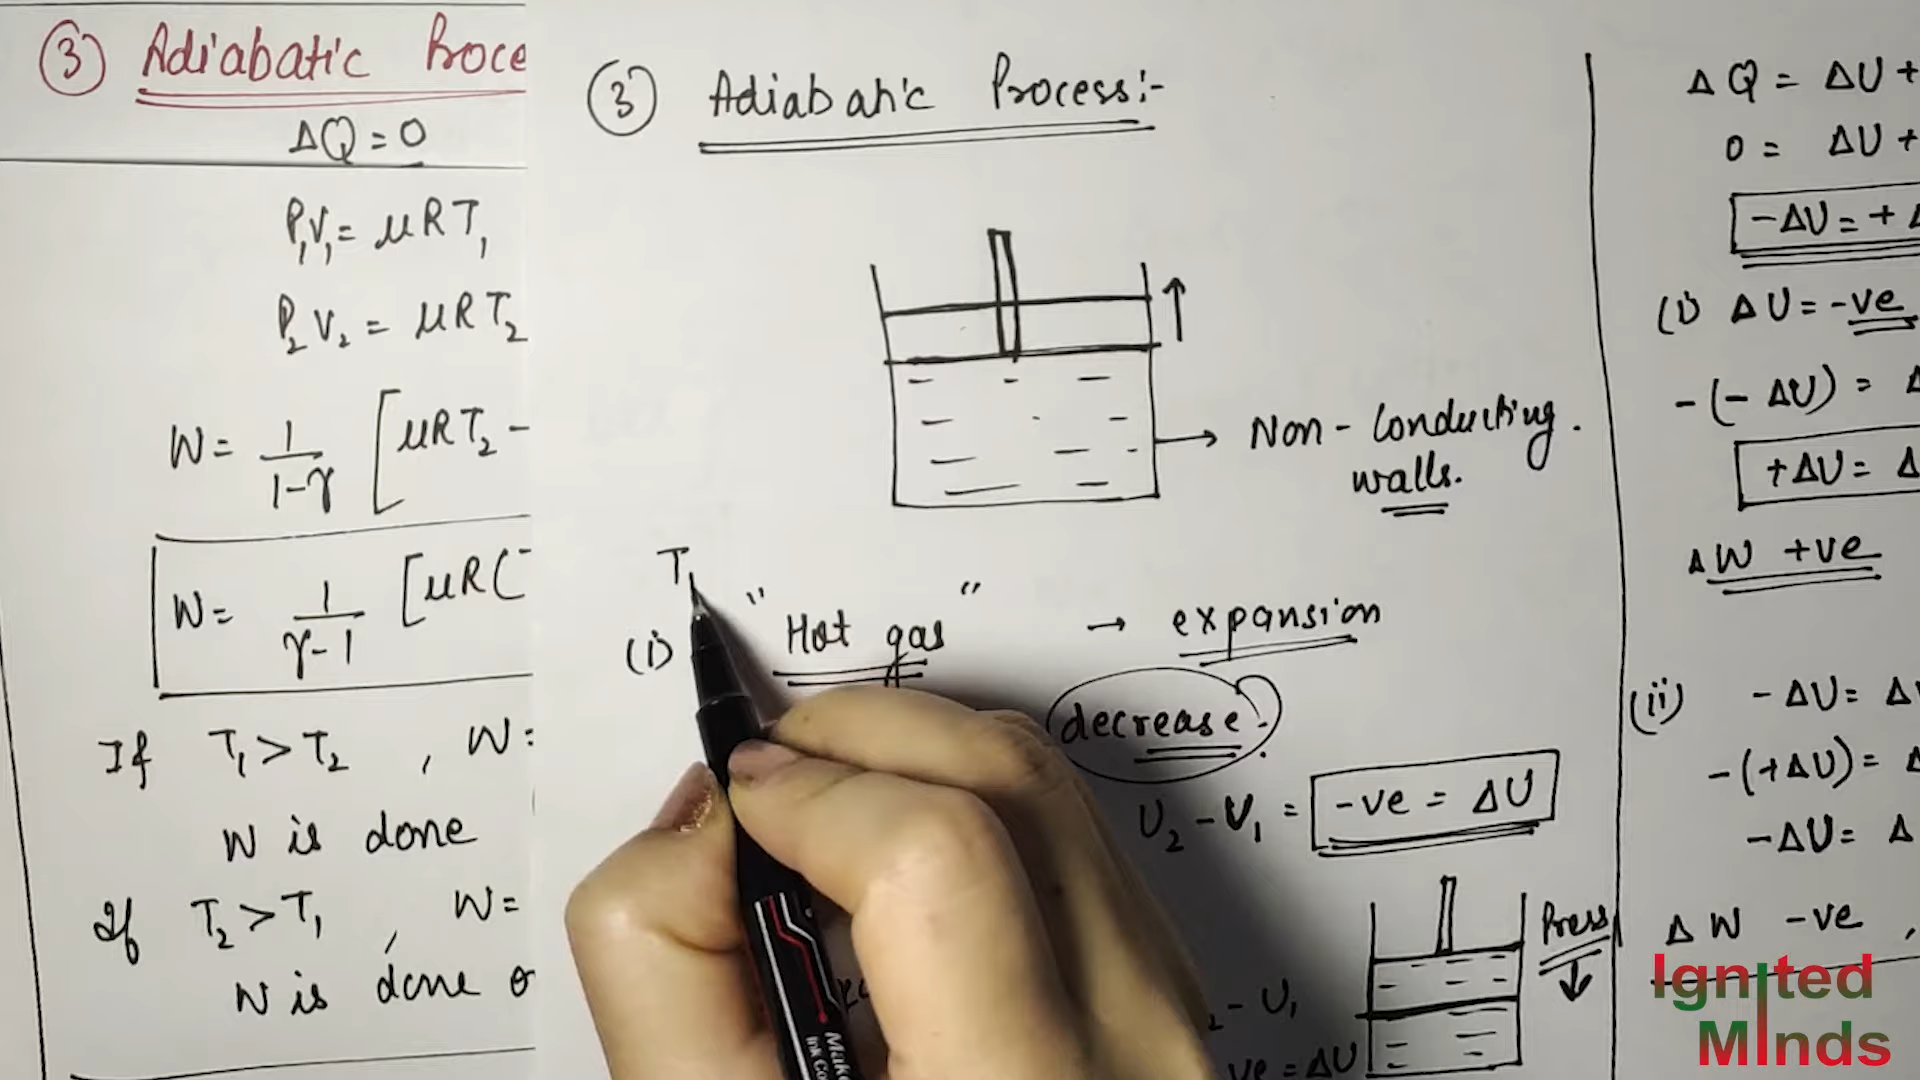 ③ Adiabatic Proce
ΔQ = 0
P₁V₁ = μRT₁
P₂V₂ = μRT₂
W = 1/(1-γ) [μRT₂ -
W = 1/(γ-1) [μR(
If T₁ > T₂ , W =
W is done
If T₂ > T₁ , W =
W is done o
③ Adiabatic Process:-
→ Non-Conducting
walls.
T₁
(i) "Hot gas" → expansion
decrease.
U₂ - U₁ = -ve = ΔU
Press
- U₁
ve = ΔU
ΔQ = ΔU +
0 = ΔU +
-ΔU = + Δ
(i) ΔU = -ve
-(-ΔU) = Δ
+ΔU = Δ
ΔW +ve
(ii) -ΔU = Δ
-(+ΔU) = Δ
-ΔU = Δ
ΔW -ve ,
Ignited
Minds